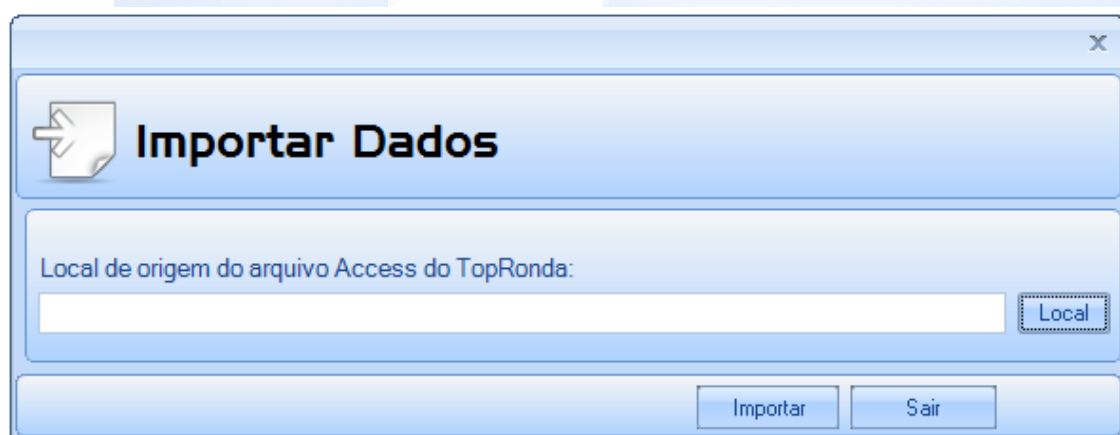 x
Importar Dados
Local de origem do arquivo Access do TopRonda:
Local
Importar Sair